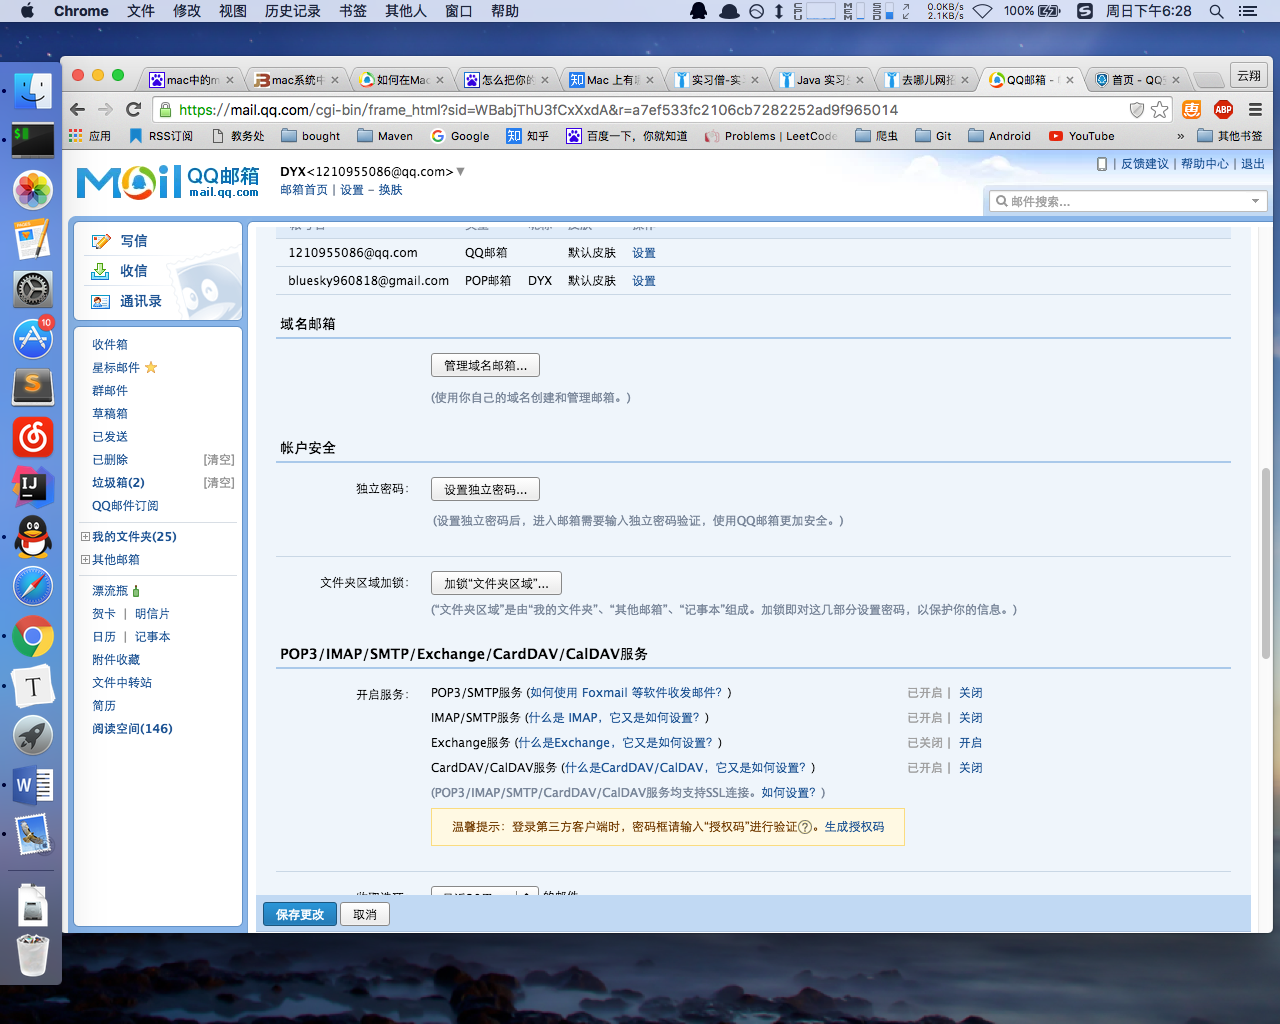 Chrome 文件 修改 视图 历史记录 书签 其他人 窗口 帮助
0.0KB/s
2.1KB/s
100% 周日下午6:28
mac中的m
mac系统中
如何在Mac
怎么把你的
Mac 上有
实习僧-实
Java 实习
去哪儿网招
QQ邮箱 -
首页 - QQ
云翔
https://mail.qq.com/cgi-bin/frame_html?sid=WBabjThU3fCxXxdA&r=a7ef533fc2106cb7282252ad9f965014
惠 ABP
应用 RSS订阅 教务处 bought Maven Google 知 知乎 百度一下，你就知道 Problems | LeetCode 爬虫 Git Android YouTube » 其他书签
Mail QQ邮箱
mail.qq.com
DYX<1210955086@qq.com>
邮箱首页 | 设置 - 换肤
| 反馈建议 | 帮助中心 | 退出
邮件搜索...
写信
收信
通讯录
收件箱
星标邮件
群邮件
草稿箱
已发送
已删除 [清空]
垃圾箱(2) [清空]
QQ邮件订阅
我的文件夹(25)
其他邮箱
漂流瓶
贺卡 | 明信片
日历 | 记事本
附件收藏
文件中转站
简历
阅读空间(146)
1210955086@qq.com QQ邮箱 默认皮肤 设置
bluesky960818@gmail.com POP邮箱 DYX 默认皮肤 设置
域名邮箱
管理域名邮箱...
(使用你自己的域名创建和管理邮箱。)
帐户安全
独立密码： 设置独立密码...
(设置独立密码后，进入邮箱需要输入独立密码验证，使用QQ邮箱更加安全。)
文件夹区域加锁： 加锁“文件夹区域”...
(“文件夹区域”是由“我的文件夹”、“其他邮箱”、“记事本”组成。加锁即对这几部分设置密码，以保护你的信息。)
POP3/IMAP/SMTP/Exchange/CardDAV/CalDAV服务
开启服务： POP3/SMTP服务 (如何使用 Foxmail 等软件收发邮件？) 已开启 | 关闭
IMAP/SMTP服务 (什么是 IMAP，它又是如何设置？) 已开启 | 关闭
Exchange服务 (什么是Exchange，它又是如何设置？) 已关闭 | 开启
CardDAV/CalDAV服务 (什么是CardDAV/CalDAV，它又是如何设置？) 已开启 | 关闭
(POP3/IMAP/SMTP/CardDAV/CalDAV服务均支持SSL连接。如何设置？)
温馨提示：登录第三方客户端时，密码框请输入“授权码”进行验证?。生成授权码
的邮件
保存更改 取消
10